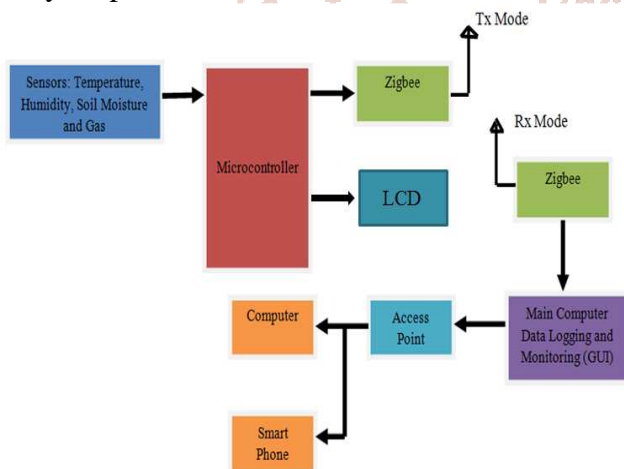 Tx Mode
Sensors: Temperature,
Humidity, Soil Moisture
and Gas
Zigbee
Rx Mode
Microcontroller
Zigbee
LCD
Computer
Access
Point
Main Computer
Data Logging and
Monitoring (GUI)
Smart
Phone